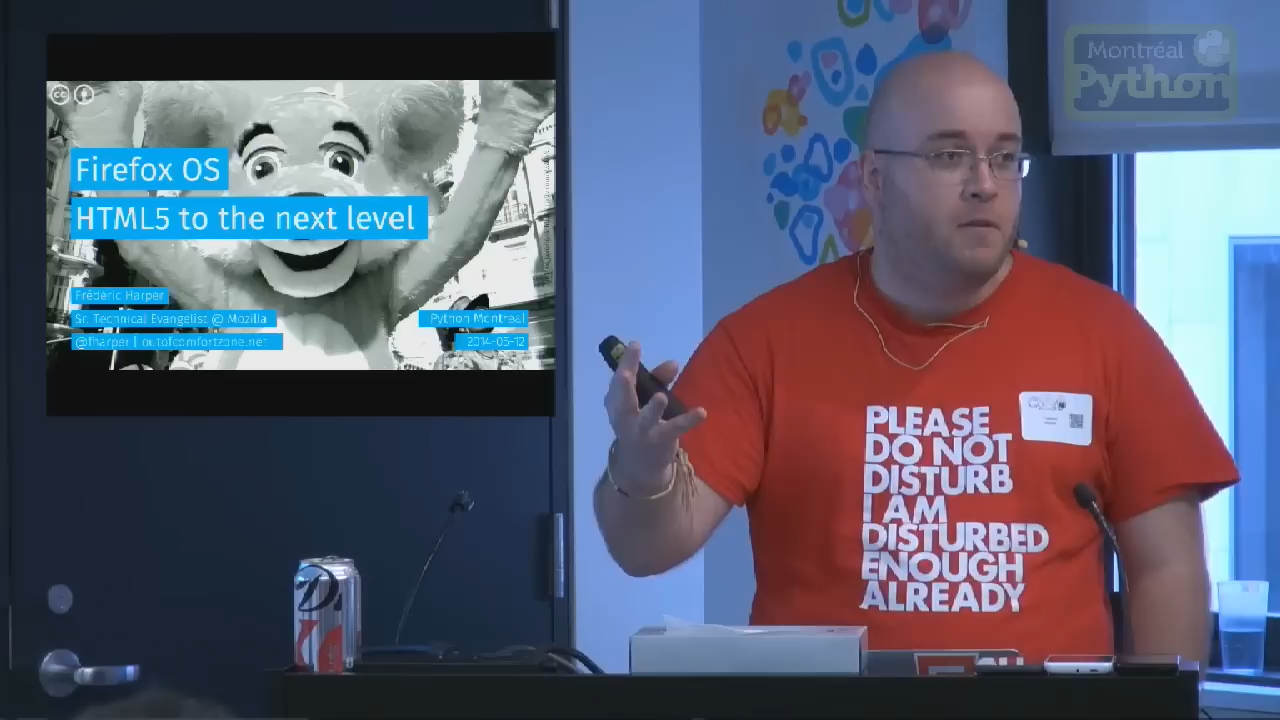 Firefox OS
HTML5 to the next level
Frédéric Harper
Sr. Technical Evangelist @ Mozilla
@fharper | outofcomfortzone.net
Python Montreal
2014-05-12
Montréal
Python
PLEASE
DO NOT
DISTURB
I AM
DISTURBED
ENOUGH
ALREADY